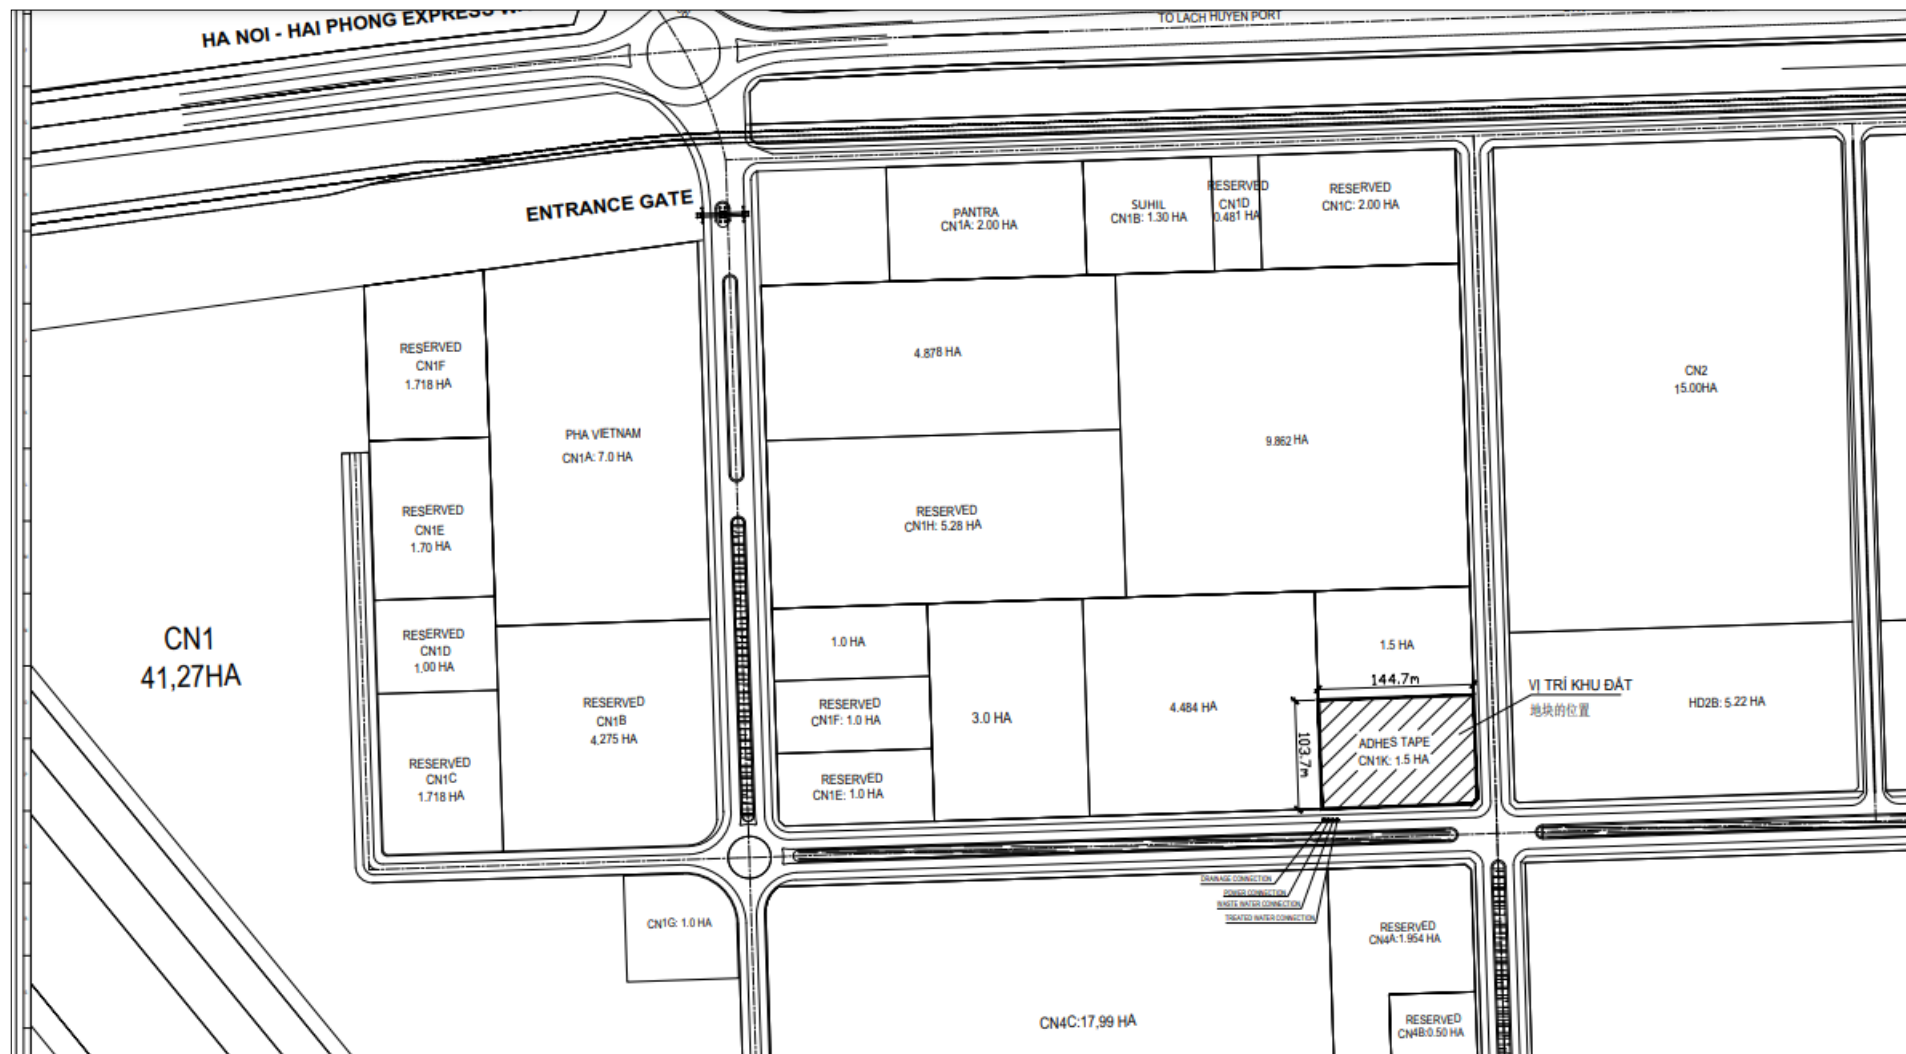 HA NOI - HAI PHONG EXPRESS
TO LACH HUYEN PORT
ENTRANCE GATE
PANTRA
CN1A: 2.00 HA
SUHIL
CN1B: 1.30 HA
RESERVED
CN1D
0.481 HA
RESERVED
CN1C: 2.00 HA
RESERVED
CN1F
1.718 HA
PHA VIETNAM
CN1A: 7.0 HA
4.878 HA
9.862 HA
CN2
15.00HA
RESERVED
CN1E
1.70 HA
RESERVED
CN1H: 5.28 HA
CN1
41,27HA
RESERVED
CN1D
1.00 HA
RESERVED
CN1B
4.275 HA
RESERVED
CN1C
1.718 HA
1.0 HA
RESERVED
CN1F: 1.0 HA
RESERVED
CN1E: 1.0 HA
3.0 HA
4.484 HA
1.5 HA
144.7m
103.7m
ADHES TAPE
CN1K: 1.5 HA
VỊ TRÍ KHU ĐẤT
地块的位置
HD2B: 5.22 HA
DRAINAGE CONNECTION
POWER CONNECTION
WASTE WATER CONNECTION
TREATED WATER CONNECTION
CN1G: 1.0 HA
RESERVED
CN4A:1.954 HA
CN4C:17,99 HA
RESERVED
CN4B:0.50 HA